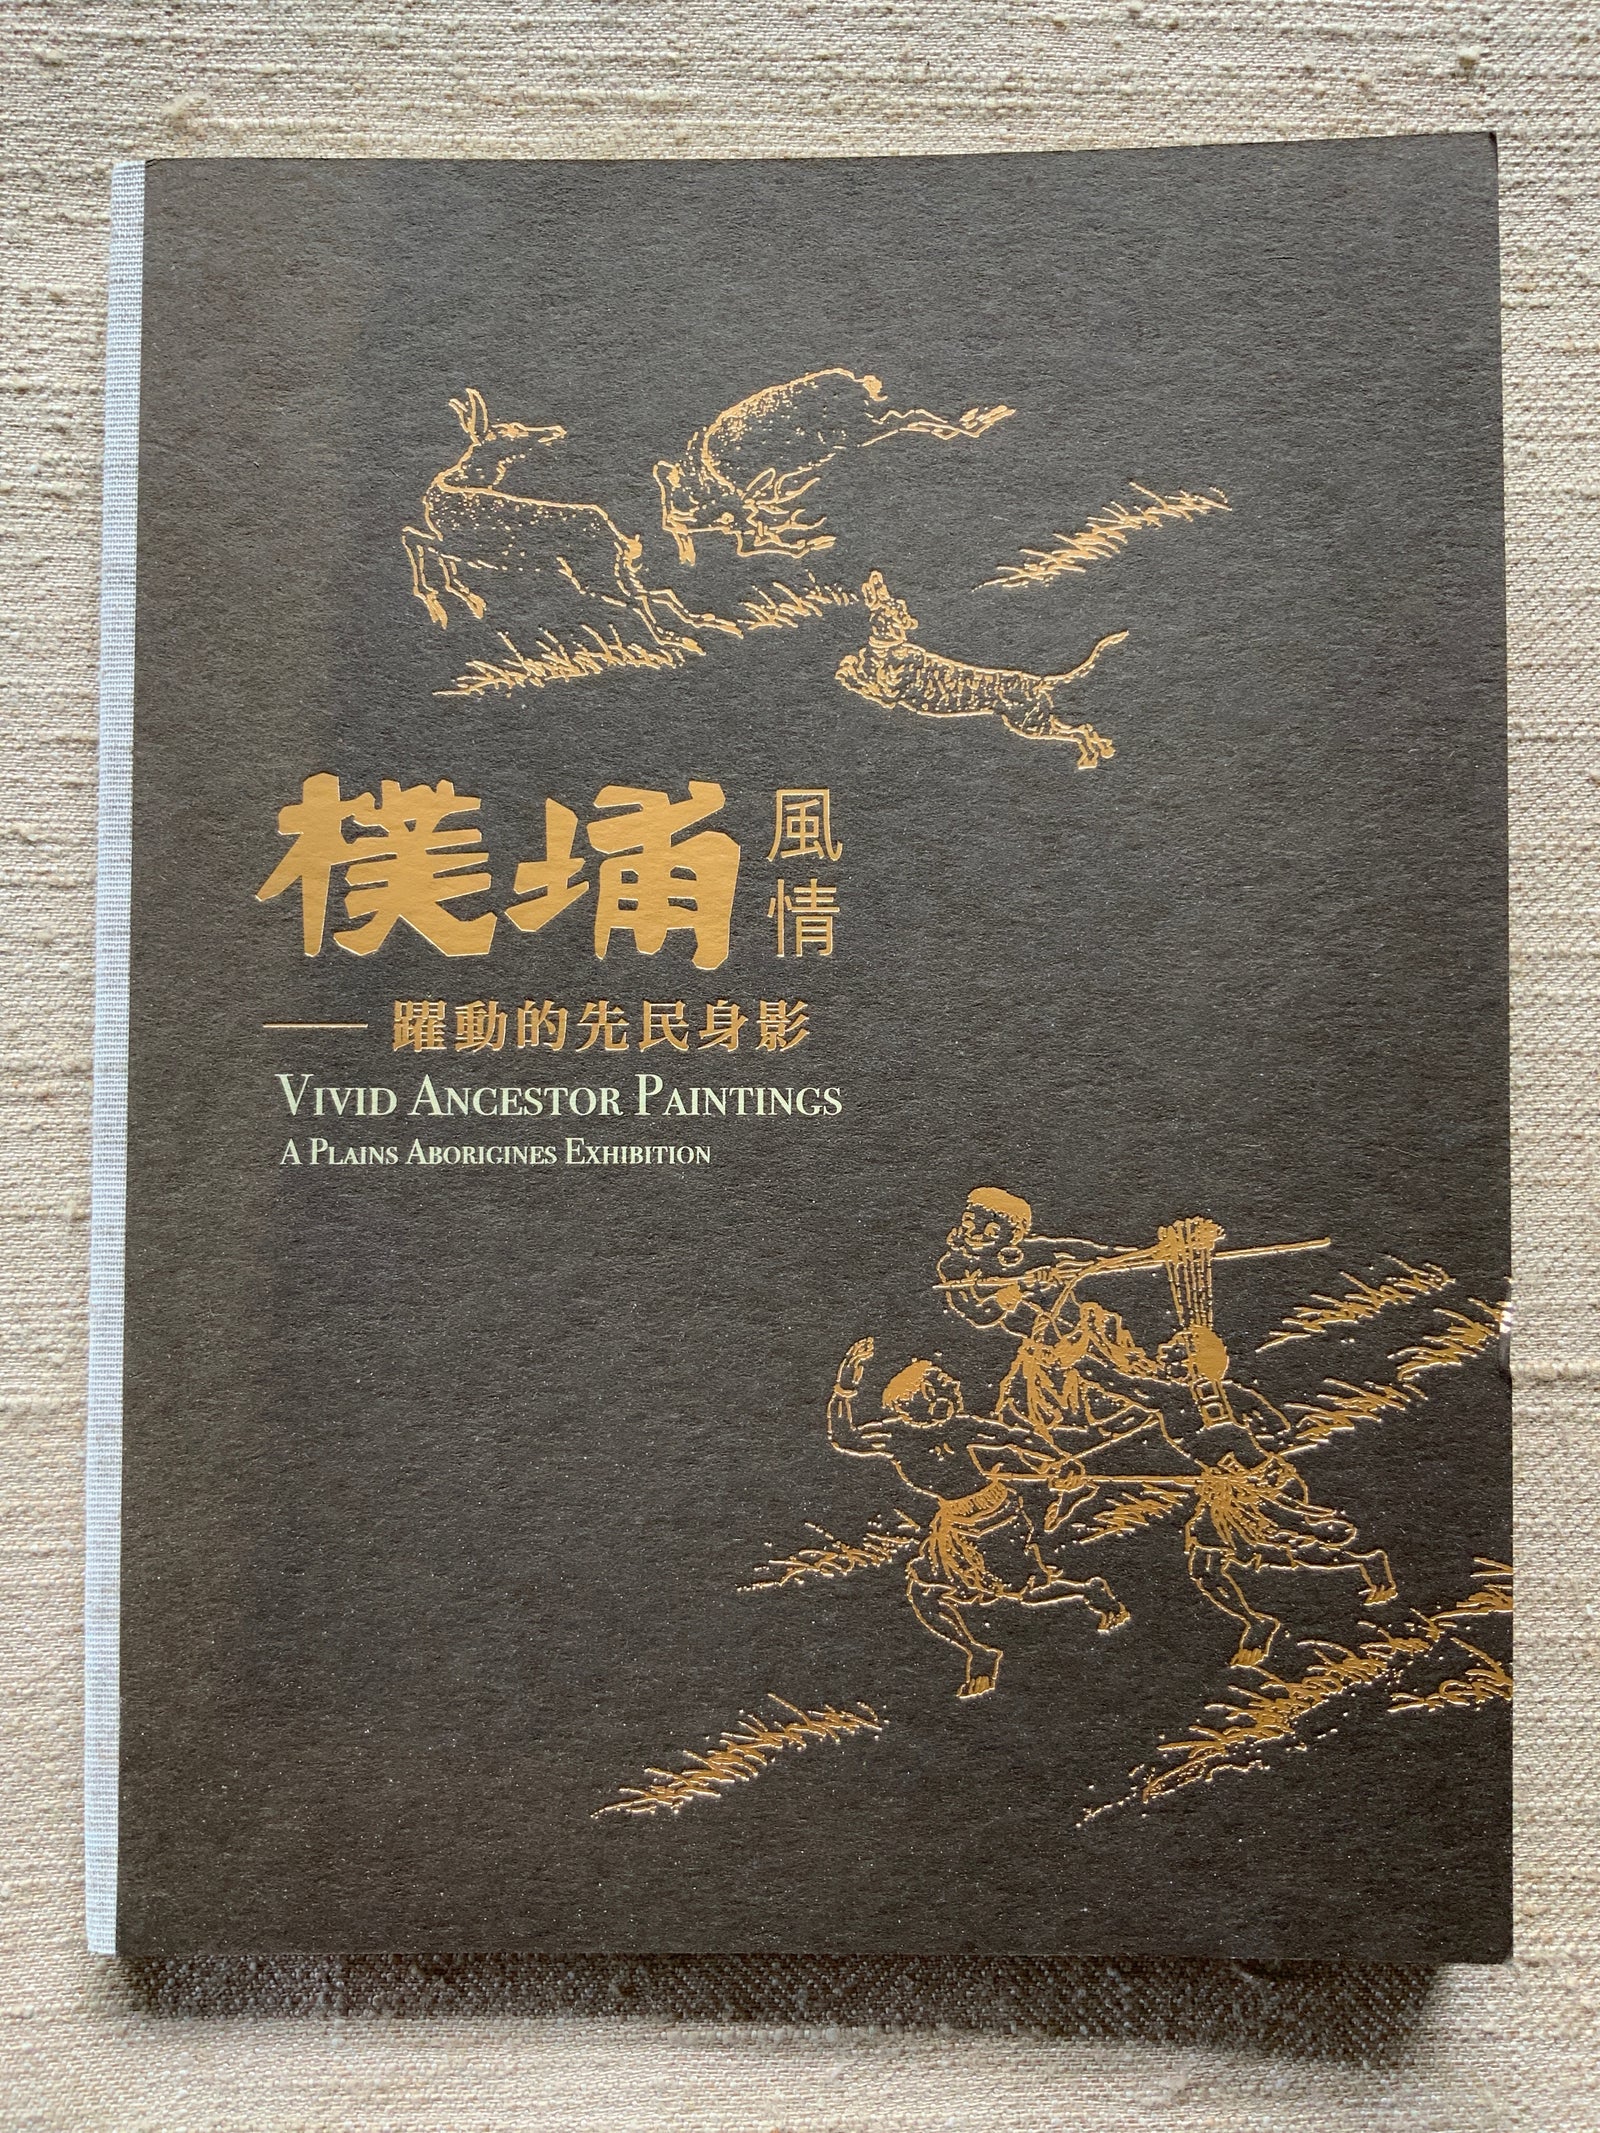 樸埔風情
——躍動的先民身影
VIVID ANCESTOR PAINTINGS
A PLAINS ABORIGINES EXHIBITION